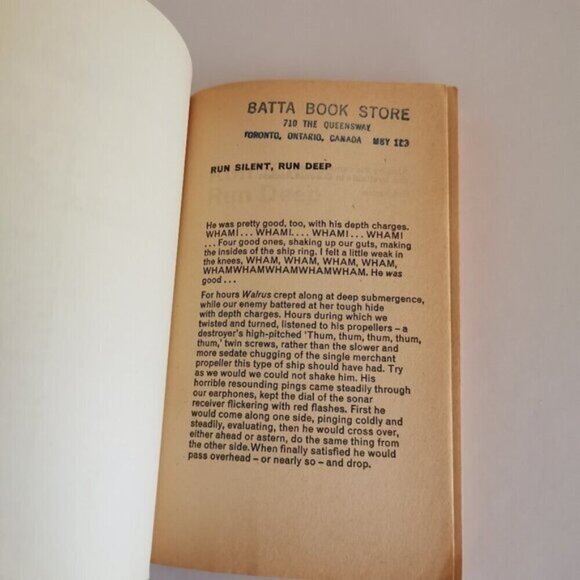 BATTA BOOK STORE
710 THE QUEENSWAY
TORONTO, ONTARIO, CANADA M8Y 1E3
RUN SILENT, RUN DEEP
He was pretty good, too, with his depth charges.
WHAM! . . . WHAM! . . . . WHAM! . . . WHAM!
. . . Four good ones, shaking up our guts, making
the insides of the ship ring. I felt a little weak in
the knees, WHAM, WHAM, WHAM, WHAM,
WHAMWHAMWHAMWHAMWHAM. He was
good . . .
For hours Walrus crept along at deep submergence,
while our enemy battered at her tough hide
with depth charges. Hours during which we
twisted and turned, listened to his propellers – a
destroyer's high-pitched 'Thum, thum, thum, thum,
thum,' twin screws, rather than the slower and
more sedate chugging of the single merchant
propeller this type of ship should have had. Try
as we would we could not shake him. His
horrible resounding pings came steadily through
our earphones, kept the dial of the sonar
receiver flickering with red flashes. First he
would come along one side, pinging coldly and
steadily, evaluating, then he would cross over,
either ahead or astern, do the same thing from
the other side. When finally satisfied he would
pass overhead – or nearly so – and drop.